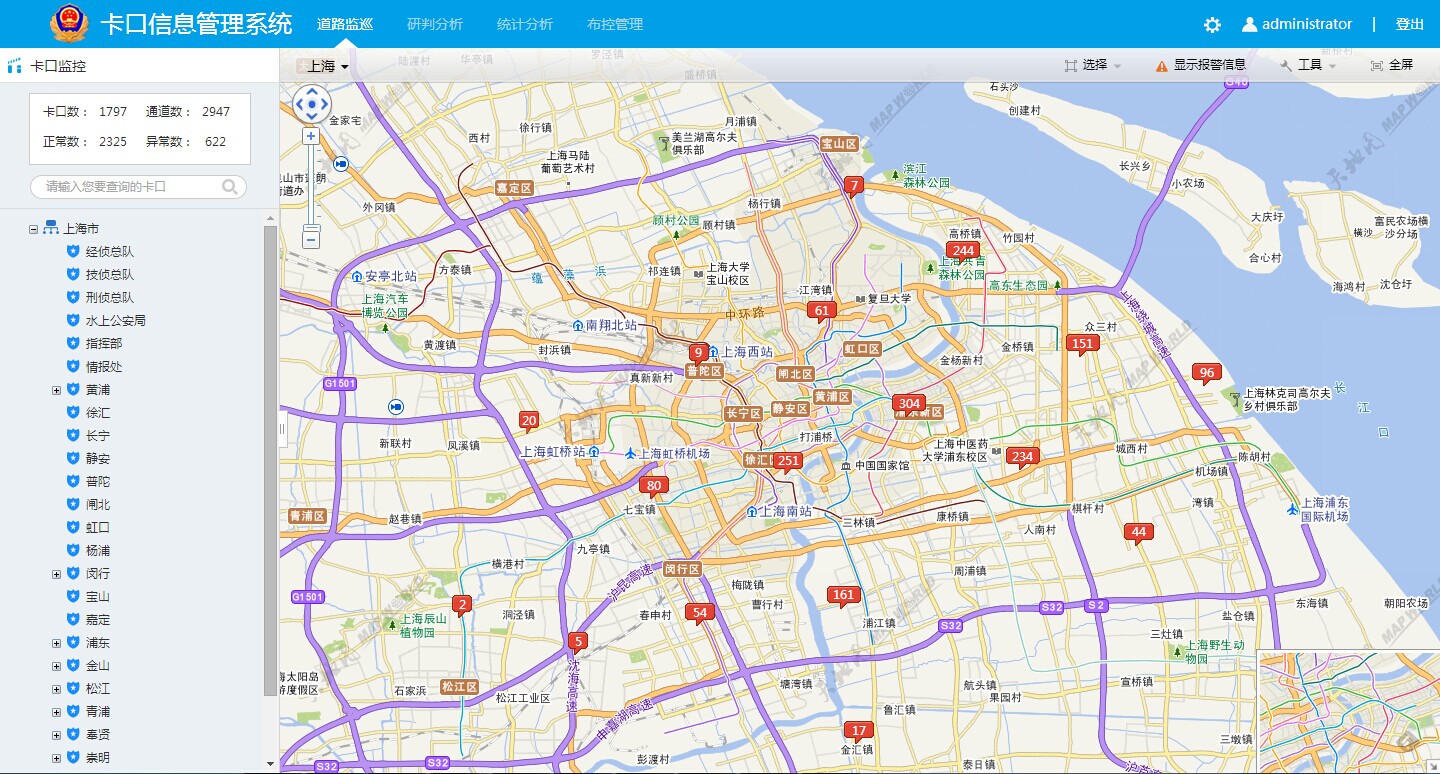 卡口信息管理系统 道路监巡 研判分析 统计分析 布控管理 administrator | 登出
卡口监控
上海 选择 显示报警信息 工具 全屏
卡口数： 1797 通道数： 2947
正常数： 2325 异常数： 622
请输入您要查询的卡口
上海市
经侦总队
技侦总队
刑侦总队
水上公安局
指挥部
情报处
黄浦
徐汇
长宁
静安
普陀
闸北
虹口
杨浦
闵行
宝山
嘉定
浦东
金山
松江
青浦
奉贤
崇明
陆渡镇
华亭镇
罗泾镇
盛桥镇
G40
石头沙
创建村
金家宅
月浦镇
徐行镇
西村
美兰湖高尔夫
俱乐部
宝山区
上海马陆
葡萄艺术村
长兴乡
小农场
滨江
森林公园
7
嘉定区
外冈镇
杨行镇
顾村公园
顾村镇
大庆圩
富民农场横
横沙
沙分场
高桥镇
竹园村
244
上海共青
森林公园
合心村
安亭北站
方泰镇
蕴
藻
浜
祁连镇
上海大学
宝山校区
高东生态园
海鸿村
沈仓圩
上海汽车
博览公园
江湾镇
复旦大学
61
中环路
南翔北站
上海绕城高速
众三村
黄渡镇
封浜镇
9
上海西站
虹口区
金杨新村
金桥镇
151
普陀区
真新新村
闸北区
96
G1501
静安区
黄浦区
304
浦东新区
长宁区
上海林克司高尔夫
乡村俱乐部
长
江
口
20
新联村
凤溪镇
打浦桥
上海虹桥站
上海虹桥机场
徐汇区
251
中国国家馆
上海中医药
大学浦东校区
234
城西村
陈胡村
机场镇
80
七宝镇
上海南站
三林镇
康桥镇
棋杆村
湾镇
上海浦东
国际机场
青浦区
赵巷镇
人南村
44
九亭镇
横港村
闵行区
沪昆高速
梅陇镇
周浦镇
G1501
2
上海辰山
植物园
洞泾镇
春申村
54
曹行村
161
浦江镇
S32
S32
S2
东海镇
朝阳农场
盐仓镇
5
沈海高速
三灶镇
上海野生动
物园
石家浜
松江区
松江工业区
塘湾镇
航头镇
果园村
宣桥镇
申嘉湖高速
鲁汇镇
17
金汇镇
三墩镇
S32
S32
彭渡村
泰日镇